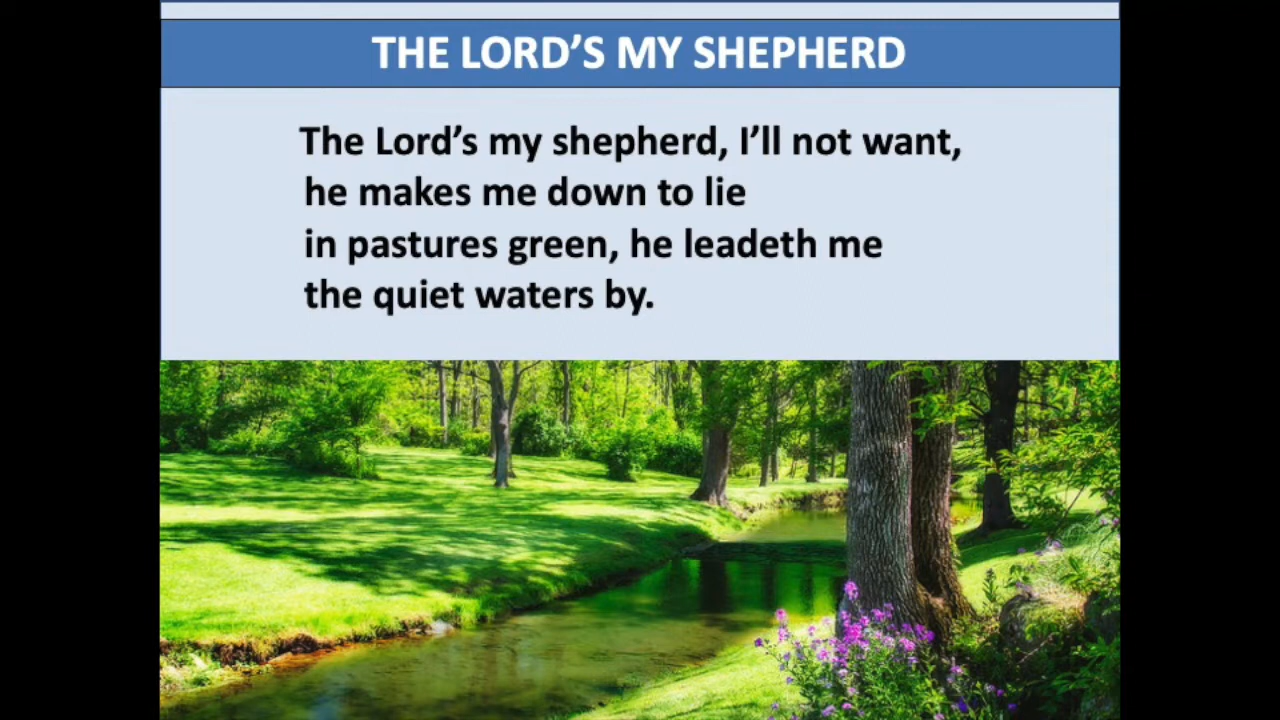 THE LORD’S MY SHEPHERD
The Lord’s my shepherd, I’ll not want,
he makes me down to lie
in pastures green, he leadeth me
the quiet waters by.